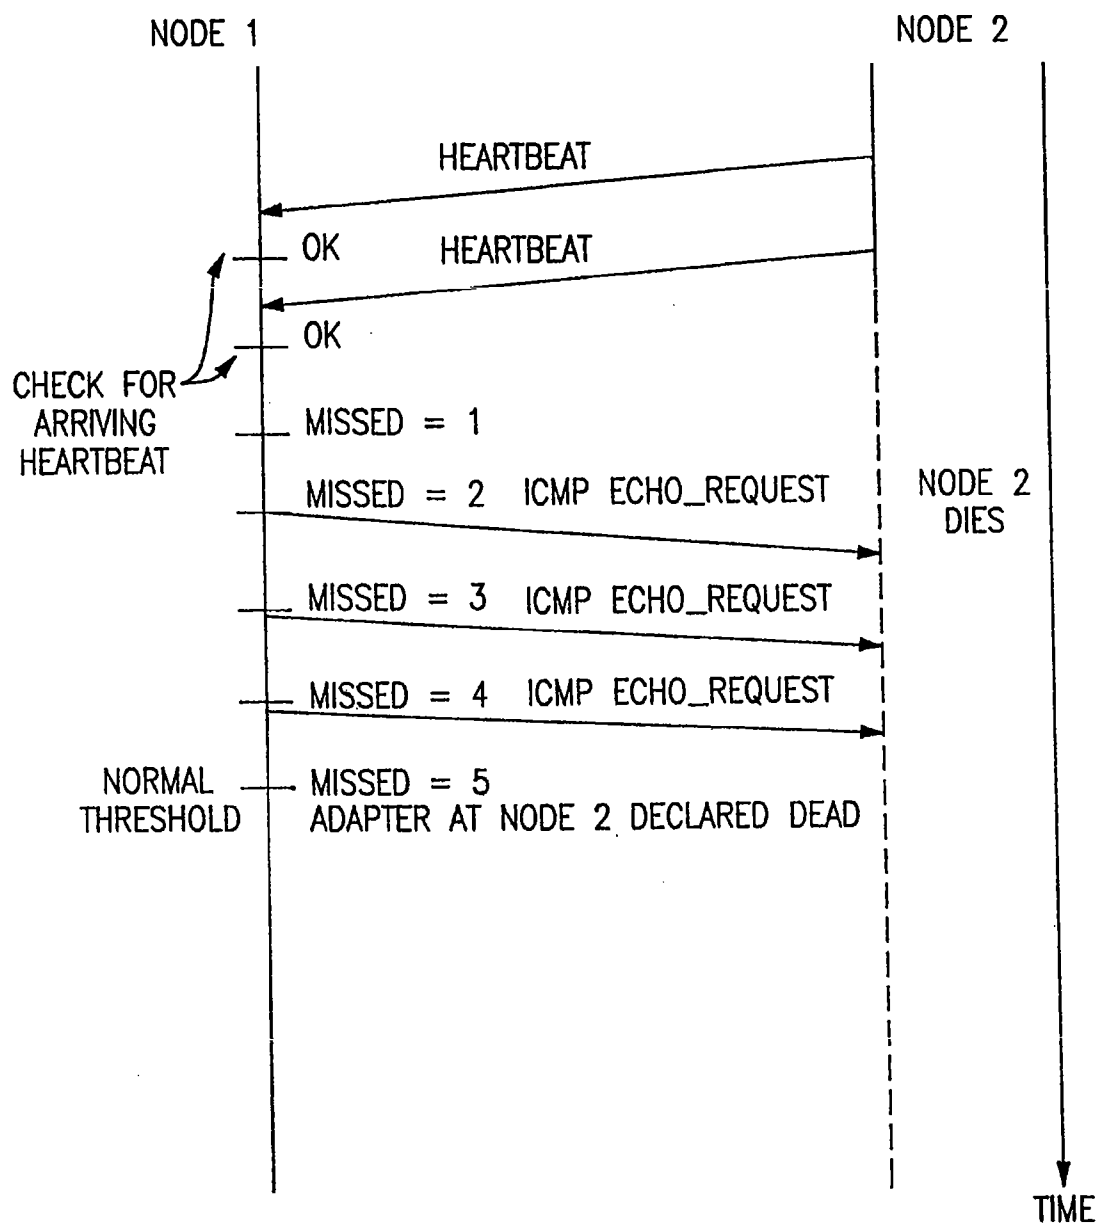 NODE 1
NODE 2
HEARTBEAT
OK
HEARTBEAT
OK
CHECK FOR
ARRIVING
HEARTBEAT
MISSED = 1
MISSED = 2 ICMP ECHO_REQUEST
NODE 2
DIES
MISSED = 3 ICMP ECHO_REQUEST
MISSED = 4 ICMP ECHO_REQUEST
NORMAL
THRESHOLD
MISSED = 5
ADAPTER AT NODE 2 DECLARED DEAD
TIME